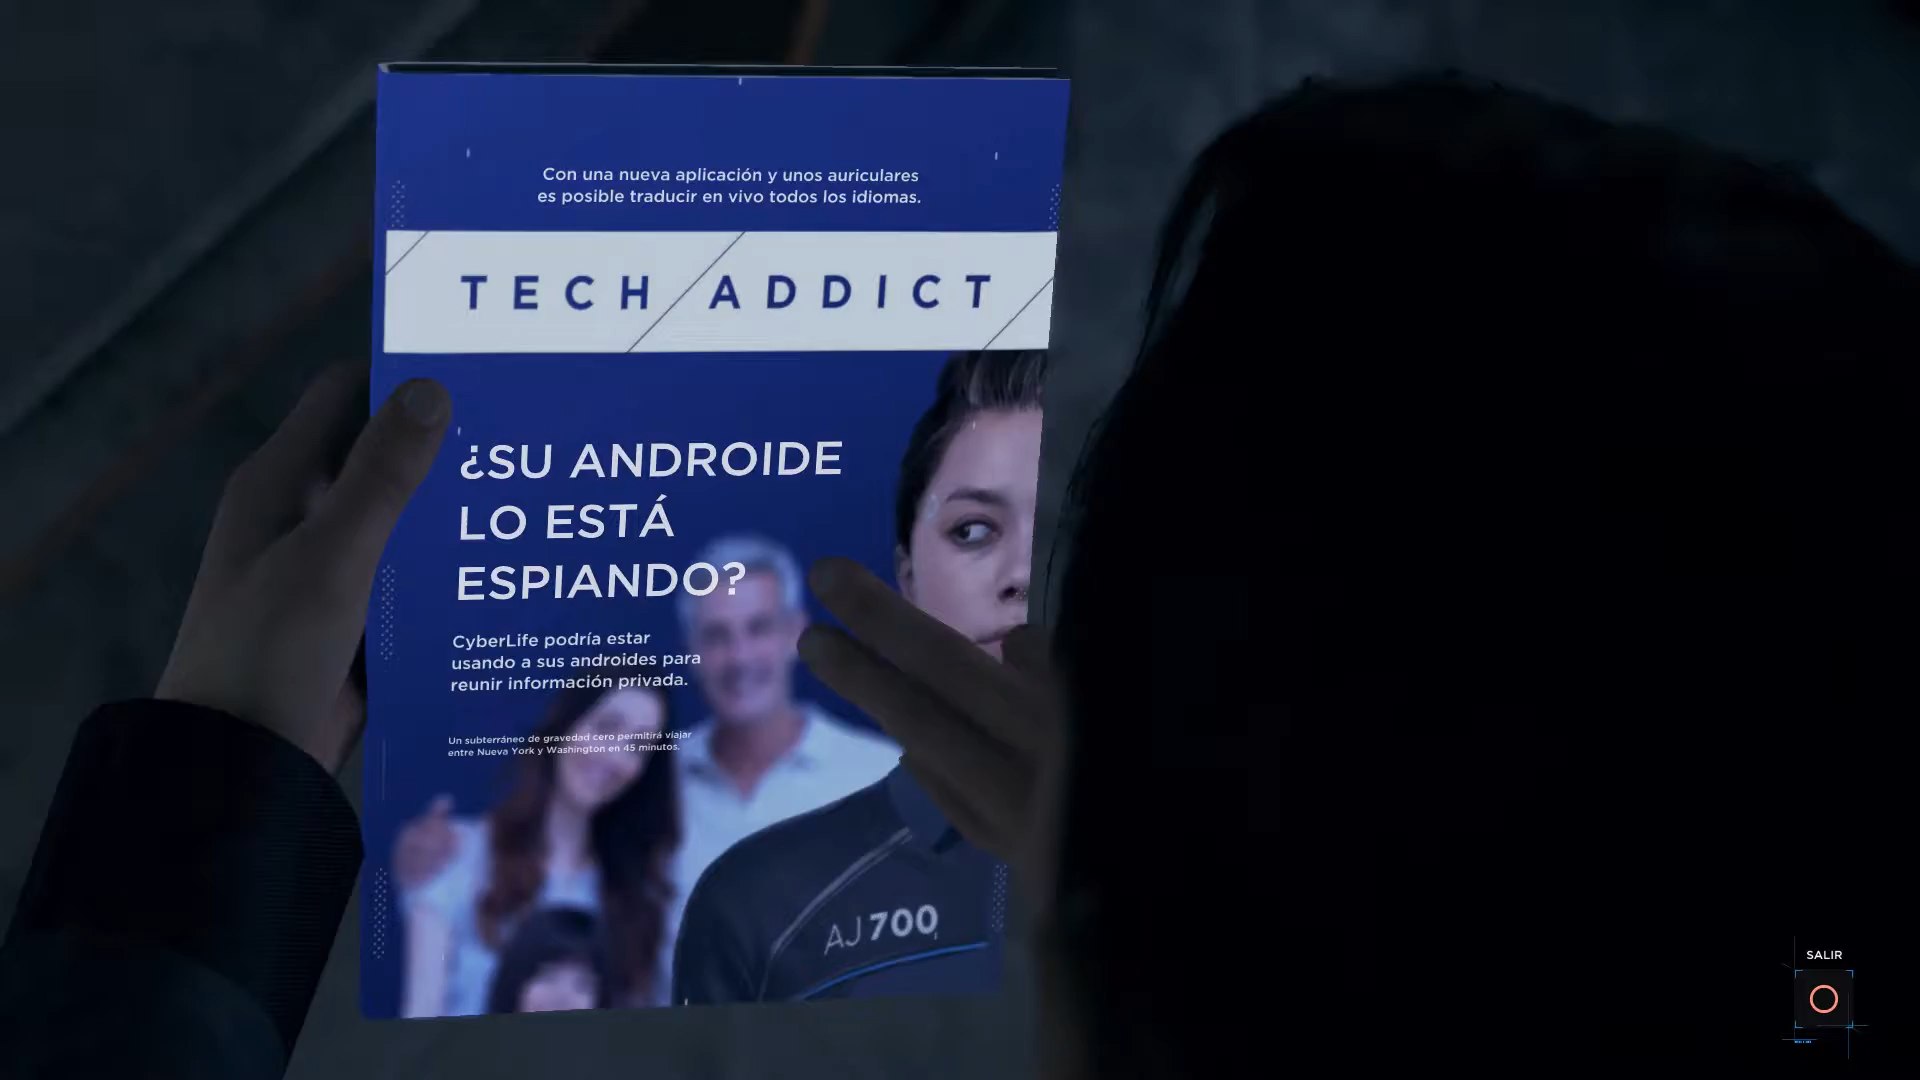 Con una nueva aplicación y unos auriculares
es posible traducir en vivo todos los idiomas.
TECH ADDICT
¿SU ANDROIDE
LO ESTÁ
ESPIANDO?
CyberLife podría estar
usando a sus androides para
reunir información privada.
Un subterráneo de gravedad cero permitirá viajar
entre Nueva York y Washington en 45 minutos.
AJ700
SALIR